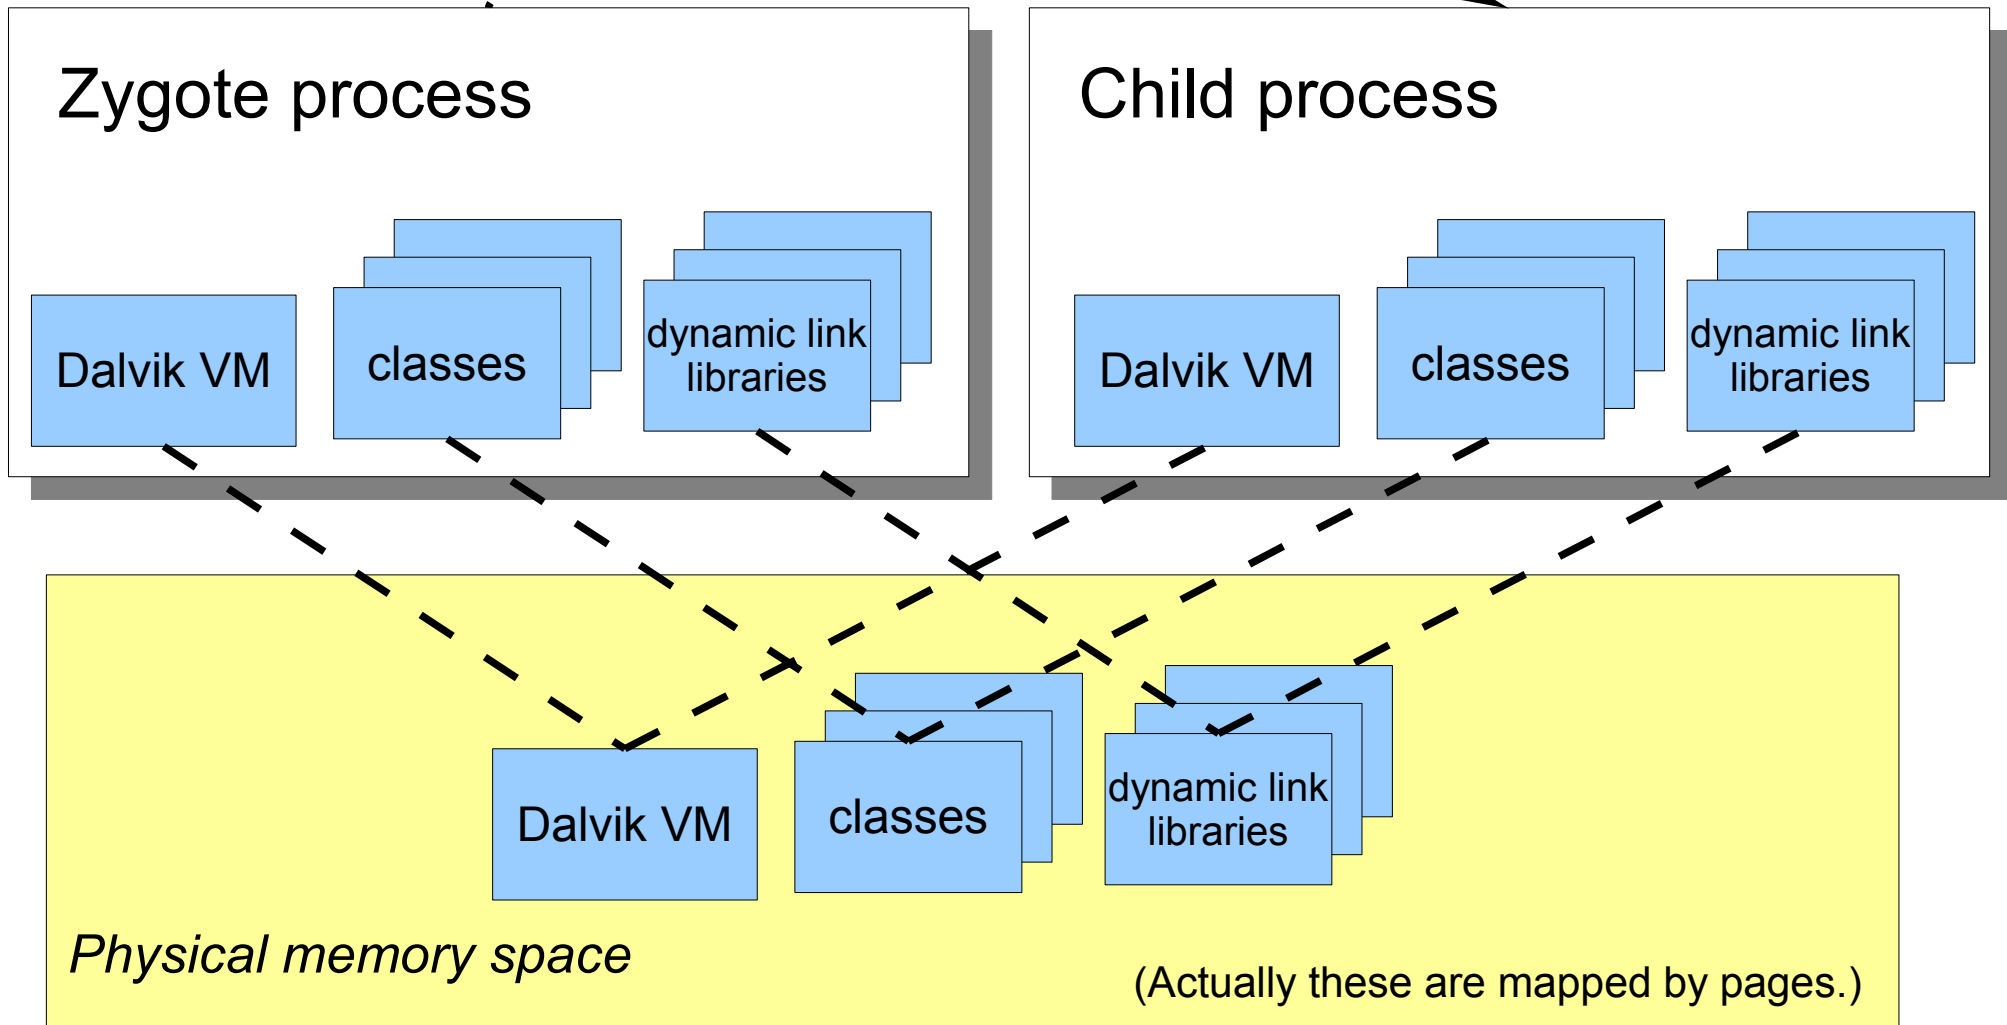 Zygote process
Child process
Dalvik VM
classes
dynamic link
libraries
Dalvik VM
classes
dynamic link
libraries
Dalvik VM
classes
dynamic link
libraries
Physical memory space
(Actually these are mapped by pages.)